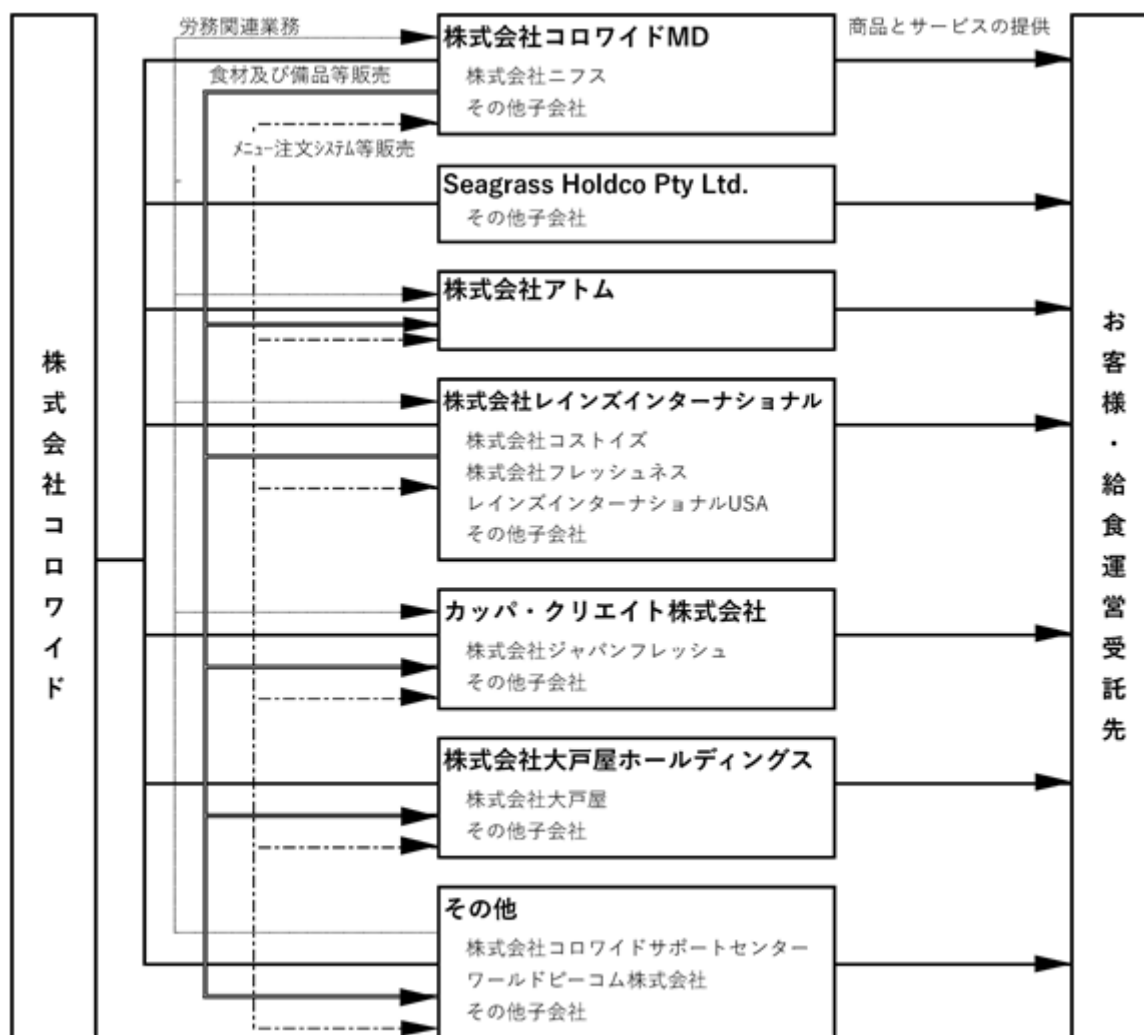 株式会社コロワイド
労務関連業務
食材及び備品等販売
メニュー注文システム等販売
株式会社コロワイドMD
株式会社ニフス
その他子会社
Seagrass Holdco Pty Ltd.
その他子会社
株式会社アトム
株式会社レインズインターナショナル
株式会社コストイズ
株式会社フレッシュネス
レインズインターナショナルUSA
その他子会社
カッパ・クリエイト株式会社
株式会社ジャパンフレッシュ
その他子会社
株式会社大戸屋ホールディングス
株式会社大戸屋
その他子会社
その他
株式会社コロワイドサポートセンター
ワールドピーコム株式会社
その他子会社
商品とサービスの提供
お客様・給食運営受託先